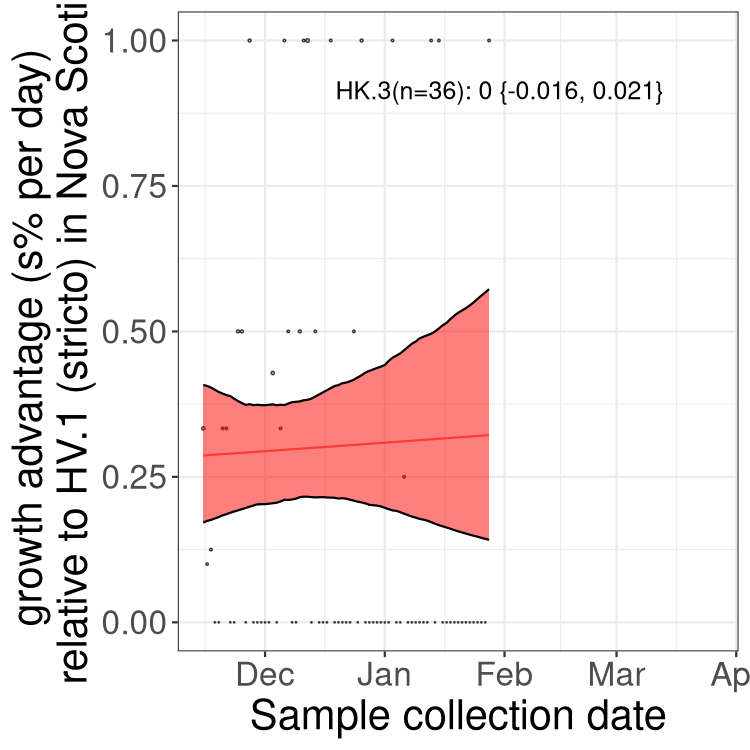 growth advantage (s% per day)
relative to HV.1 (stricto) in Nova Scoti
1.00
0.75
0.50
0.25
0.00
HK.3(n=36): 0 {-0.016, 0.021}
Dec Jan Feb Mar Ap
Sample collection date